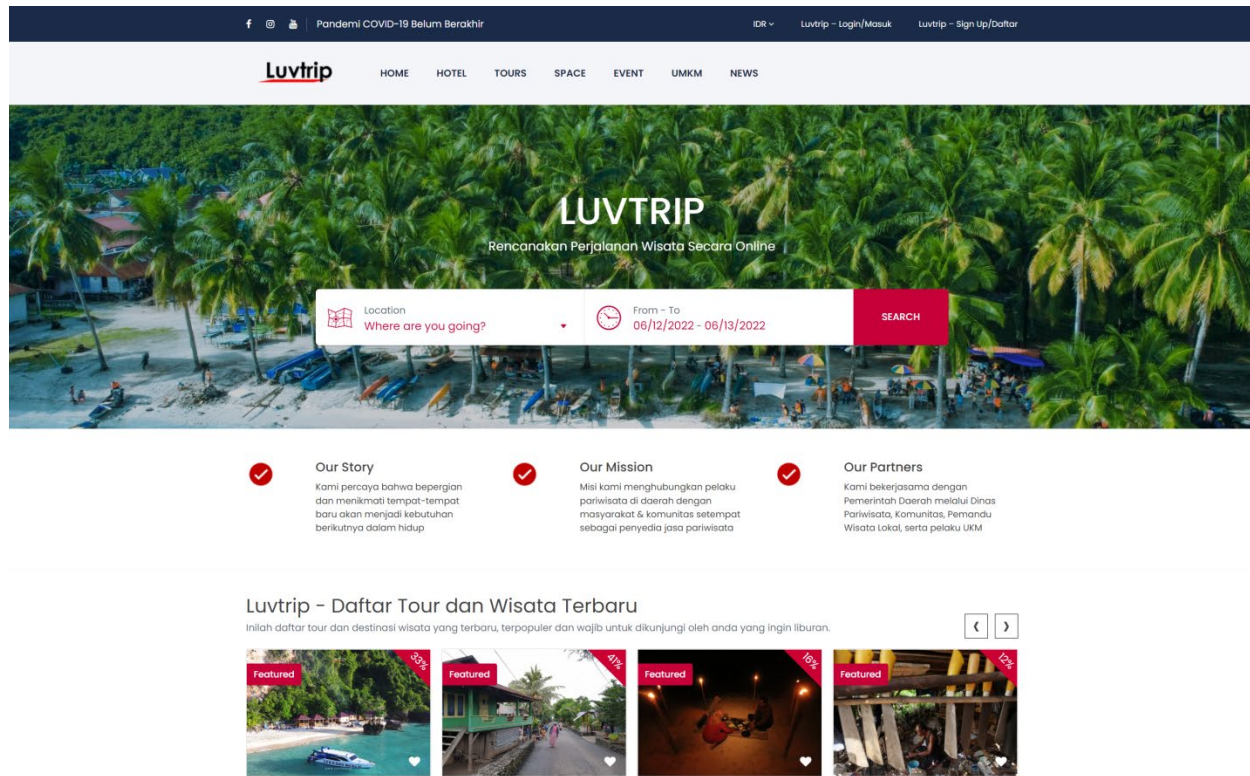 Pandemi COVID-19 Belum Berakhir
IDR
Luvtrip – Login/Masuk
Luvtrip – Sign Up/Daftar
Luvtrip
HOME
HOTEL
TOURS
SPACE
EVENT
UMKM
NEWS
LUVTRIP
Rencanakan Perjalanan Wisata Secara Online
Location
Where are you going?
From – To
06/12/2022 - 06/13/2022
SEARCH
Our Story
Kami percaya bahwa bepergian
dan menikmati tempat-tempat
baru akan menjadi kebutuhan
berikutnya dalam hidup
Our Mission
Misi kami menghubungkan pelaku
pariwisata di daerah dengan
masyarakat & komunitas setempat
sebagai penyedia jasa pariwisata
Our Partners
Kami bekerjasama dengan
Pemerintah Daerah melalui Dinas
Pariwisata, Komunitas, Pemandu
Wisata Lokal, serta pelaku UKM
Luvtrip – Daftar Tour dan Wisata Terbaru
Inilah daftar tour dan destinasi wisata yang terbaru, terpopuler dan wajib untuk dikunjungi oleh anda yang ingin liburan.
Featured
33%
Featured
41%
Featured
16%
Featured
12%